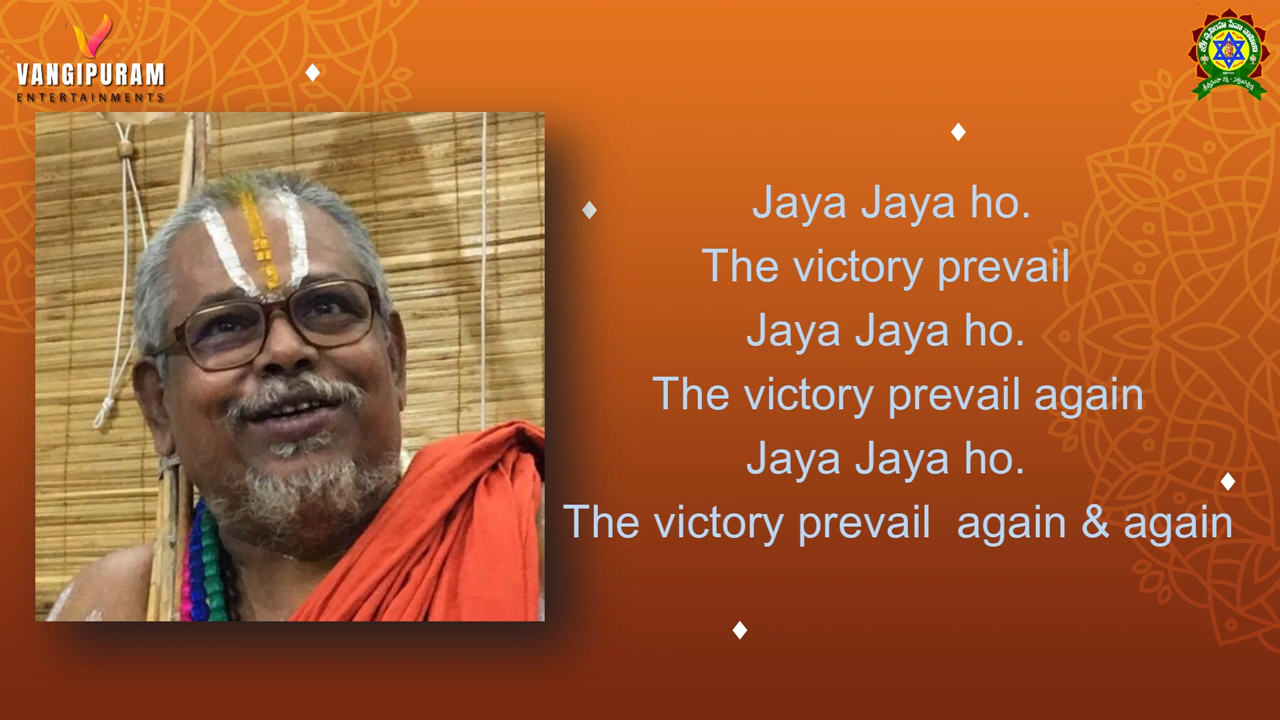 VANGIPURAM
ENTERTAINMENTS
Jaya Jaya ho.
The victory prevail
Jaya Jaya ho.
The victory prevail again
Jaya Jaya ho.
The victory prevail  again & again